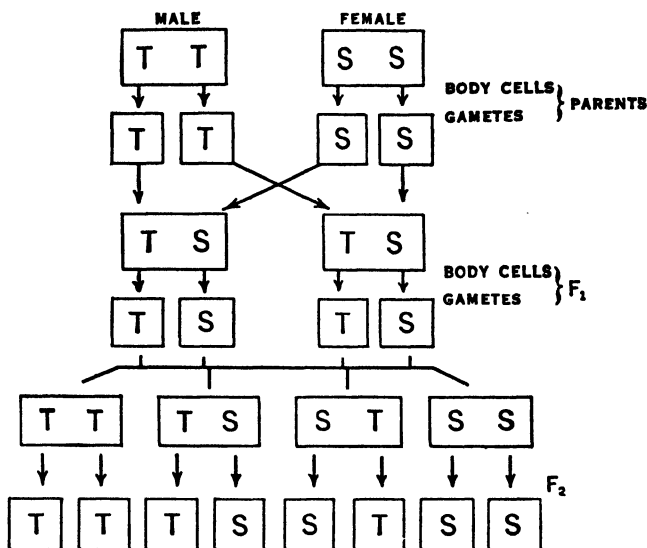 MALE FEMALE
T T S S
BODY CELLS } PARENTS
GAMETES
T T S S
T S T S
BODY CELLS } F₁
GAMETES
T S T S
T T T S S T S S
F₂
T T T S S T S S